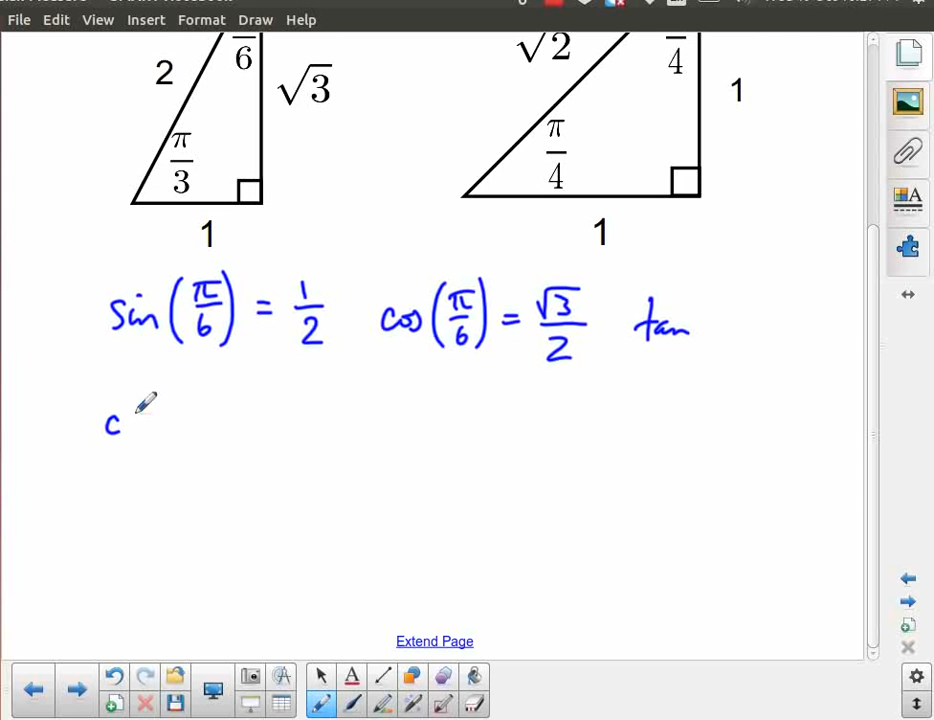 File Edit View Insert Format Draw Help
2 6 √3 √2 4 1
π/3 π/4
1 1
sin(π/6) = 1/2 cos(π/6) = √3/2 tan
c
Extend Page